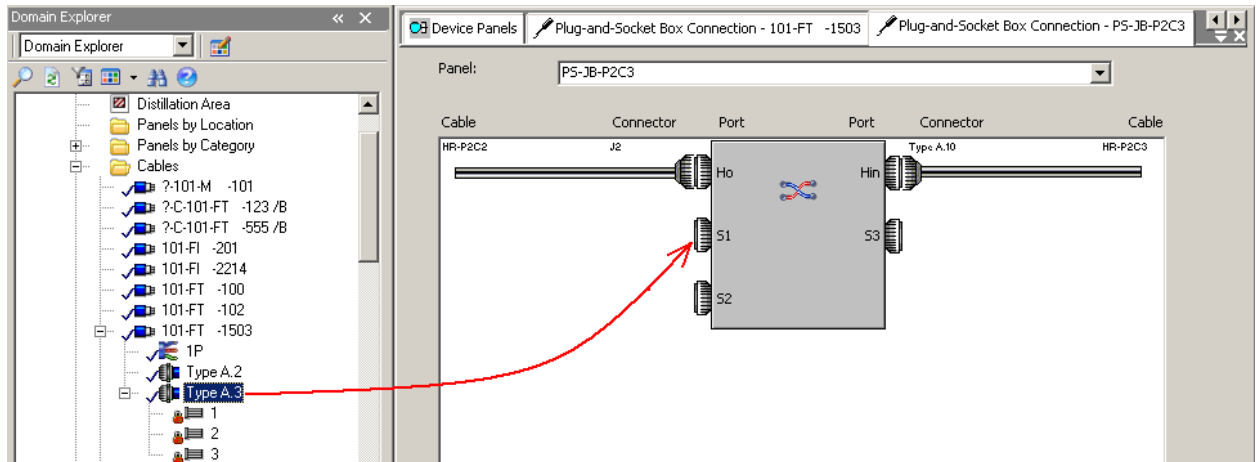 Domain Explorer
Domain Explorer
Distillation Area
Panels by Location
Panels by Category
Cables
?-101-M -101
?-C-101-FT -123 /B
?-C-101-FT -555 /B
101-FI -201
101-FI -2214
101-FT -100
101-FT -102
101-FT -1503
1P
Type A.2
Type A.3
1
2
3
Device Panels
Plug-and-Socket Box Connection - 101-FT -1503
Plug-and-Socket Box Connection - PS-JB-P2C3
Panel: PS-JB-P2C3
Cable Connector Port Port Connector Cable
HR-P2C2 J2 Type A.10 HR-P2C3
Ho Hin
S1 S3
S2